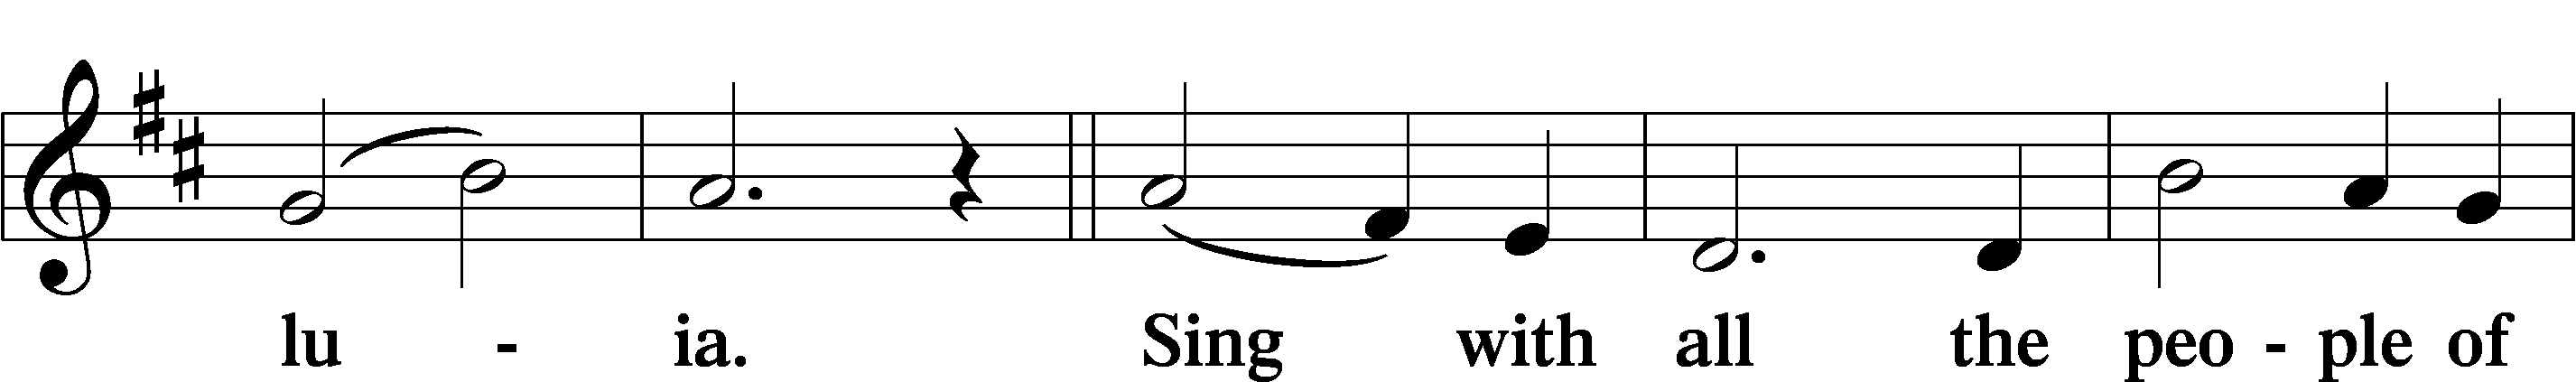 lu - ia. Sing with all the peo - ple of